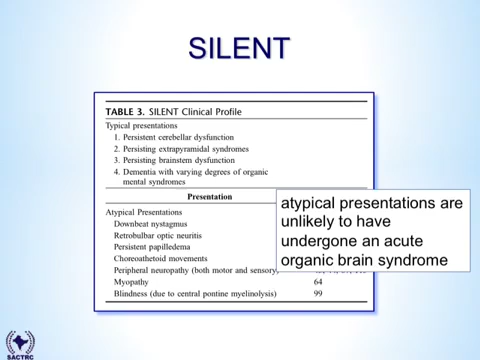 SILENT
TABLE 3. SILENT Clinical Profile
Typical presentations
1. Persistent cerebellar dysfunction
2. Persisting extrapyramidal syndromes
3. Persisting brainstem dysfunction
4. Dementia with varying degrees of organic
mental syndromes
Presentation
Atypical Presentations
Downbeat nystagmus
Retrobulbar optic neuritis
Persistent papilledema
Choreoathetoid movements
Peripheral neuropathy (both motor and sensory)
Myopathy 64
Blindness (due to central pontine myelinolysis) 99
atypical presentations are
unlikely to have
undergone an acute
organic brain syndrome
SACTRC